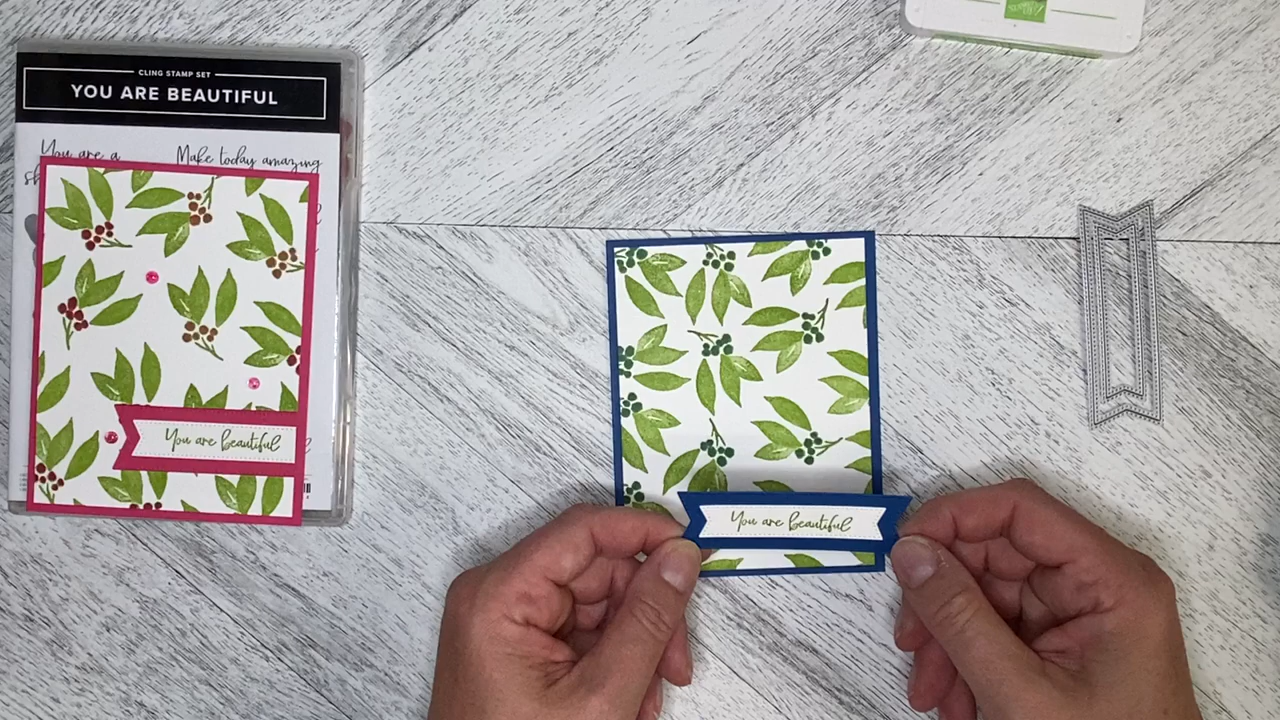 CLING STAMP SET
YOU ARE BEAUTIFUL
You are a
Make today amazing
You are beautiful
You are beautiful